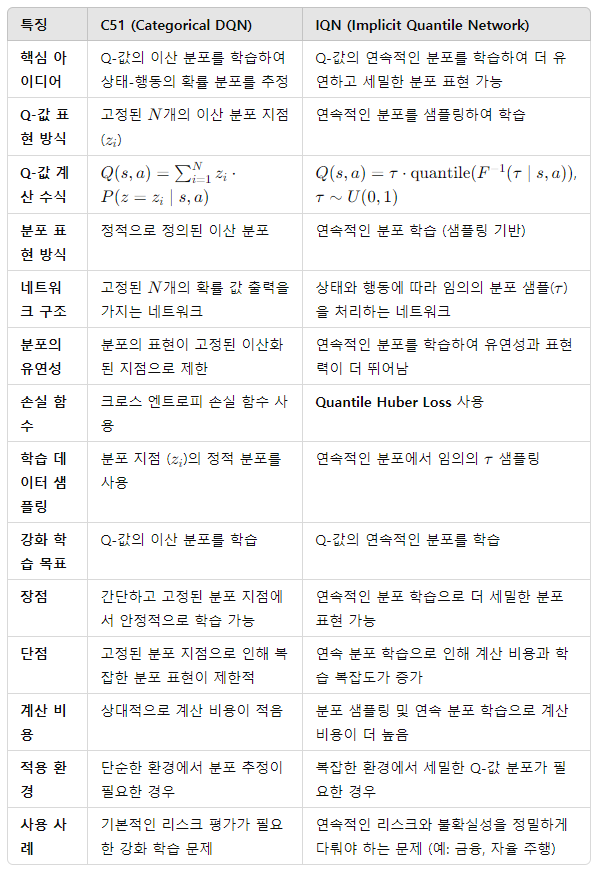 특징 C51 (Categorical DQN) IQN (Implicit Quantile Network)
핵심 아 Q-값의 이산 분포를 학습하여 Q-값의 연속적인 분포를 학습하여 더 유
이디어 상태-행동의 확률 분포를 추정 연하고 세밀한 분포 표현 가능
Q-값 표 고정된 N개의 이산 분포 지점 연속적인 분포를 샘플링하여 학습
현 방식 (z_i)
Q-값 계 Q(s, a) = ∑_{i=1}^{N} z_i · Q(s, a) = τ · quantile(F^{-1}(τ | s, a)),
산 수식 P(z = z_i | s, a) τ ∼ U(0, 1)
분포 표 정적으로 정의된 이산 분포 연속적인 분포 학습 (샘플링 기반)
현 방식
네트워 고정된 N개의 확률 값 출력을 상태와 행동에 따라 임의의 분포 샘플(τ)
크 구조 가지는 네트워크 을 처리하는 네트워크
분포의 분포의 표현이 고정된 이산화 연속적인 분포를 학습하여 유연성과 표현
유연성 된 지점으로 제한 력이 더 뛰어남
손실 함 크로스 엔트로피 손실 함수 사 Quantile Huber Loss 사용
수 용
학습 데 분포 지점 (z_i)의 정적 분포를 연속적인 분포에서 임의의 τ 샘플링
이터 샘 사용
플링
강화 학 Q-값의 이산 분포를 학습 Q-값의 연속적인 분포를 학습
습 목표
장점 간단하고 고정된 분포 지점에 연속적인 분포 학습으로 더 세밀한 분포
서 안정적으로 학습 가능 표현 가능
단점 고정된 분포 지점으로 인해 복 연속 분포 학습으로 인해 계산 비용과 학
잡한 분포 표현이 제한적 습 복잡도가 증가
계산 비 상대적으로 계산 비용이 적음 분포 샘플링 및 연속 분포 학습으로 계산
용 비용이 더 높음
적용 환 단순한 환경에서 분포 추정이 복잡한 환경에서 세밀한 Q-값 분포가 필
경 필요한 경우 요한 경우
사용 사 기본적인 리스크 평가가 필요 연속적인 리스크와 불확실성을 정밀하게
례 한 강화 학습 문제 다뤄야 하는 문제 (예: 금융, 자율 주행)